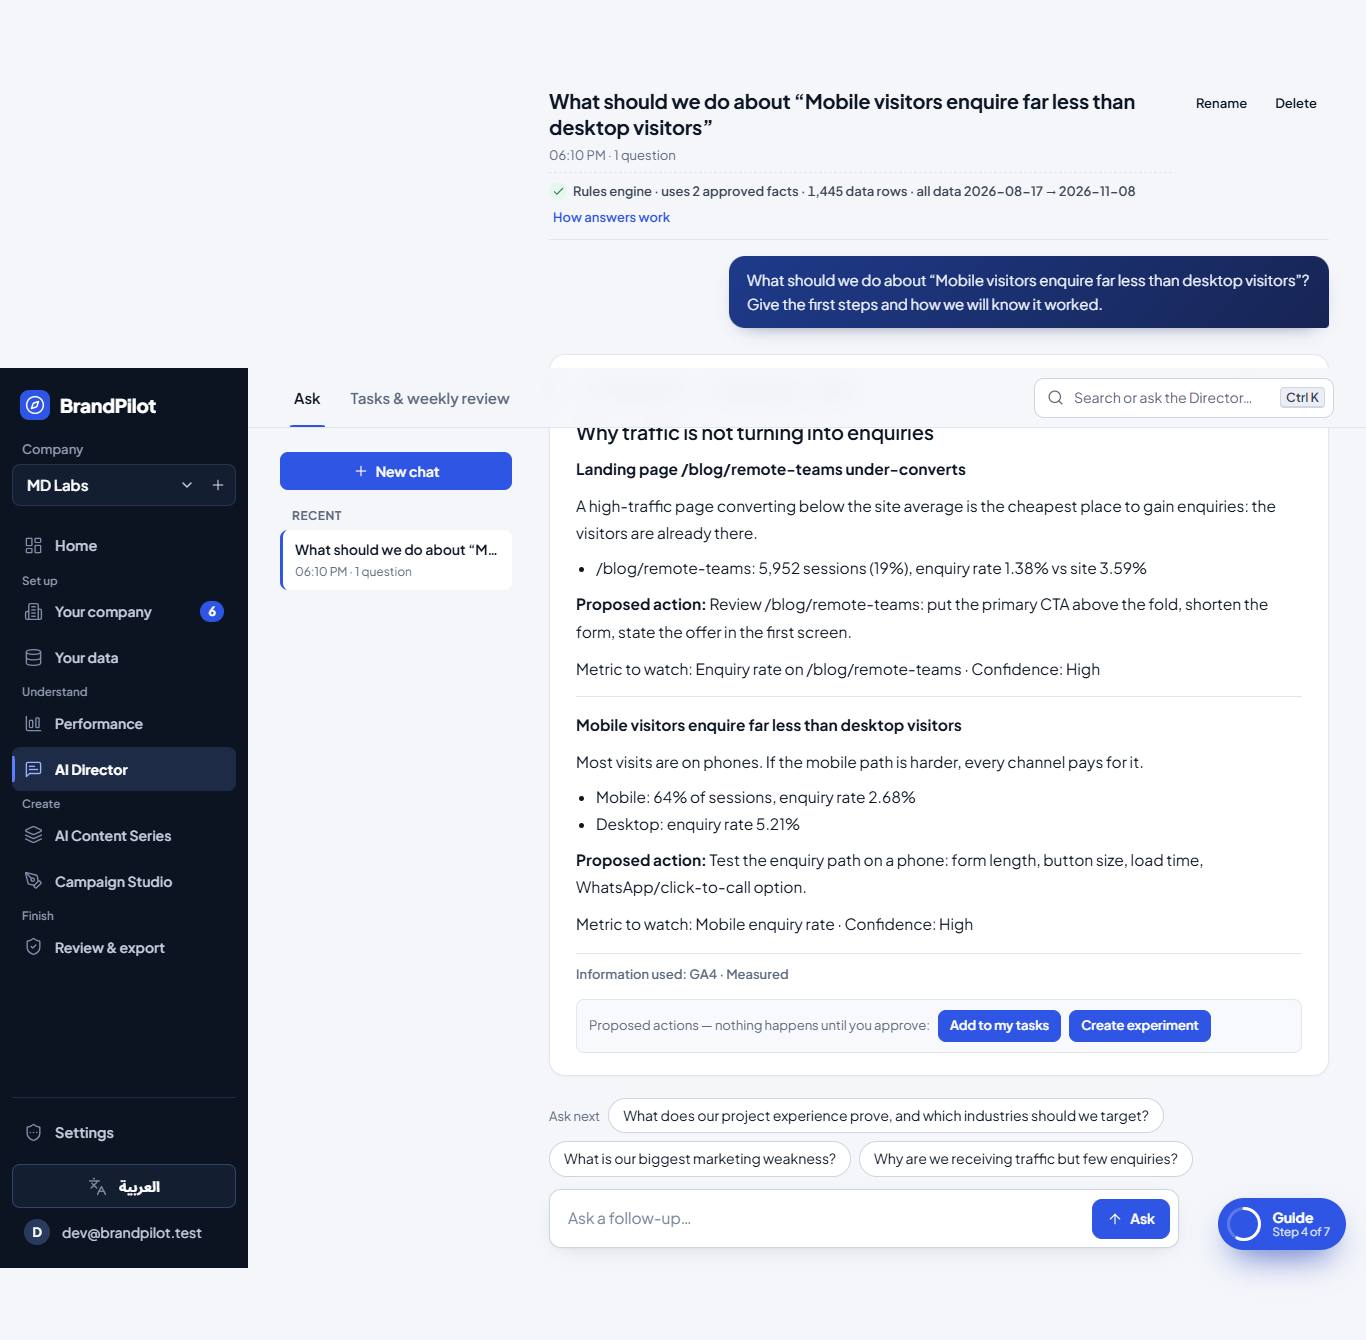 What should we do about “Mobile visitors enquire far less than
desktop visitors”
Rename
Delete
06:10 PM · 1 question
Rules engine · uses 2 approved facts · 1,445 data rows · all data 2026-08-17 → 2026-11-08
How answers work
What should we do about “Mobile visitors enquire far less than desktop visitors”?
Give the first steps and how we will know it worked.
BrandPilot
Company
MD Labs
Home
Set up
Your company
6
Your data
Understand
Performance
AI Director
Create
AI Content Series
Campaign Studio
Finish
Review & export
Settings
العربية
D
dev@brandpilot.test
Ask
Tasks & weekly review
Search or ask the Director...
Ctrl K
New chat
RECENT
What should we do about “M...
06:10 PM · 1 question
Why traffic is not turning into enquiries
Landing page /blog/remote-teams under-converts
A high-traffic page converting below the site average is the cheapest place to gain enquiries: the
visitors are already there.
• /blog/remote-teams: 5,952 sessions (19%), enquiry rate 1.38% vs site 3.59%
Proposed action: Review /blog/remote-teams: put the primary CTA above the fold, shorten the
form, state the offer in the first screen.
Metric to watch: Enquiry rate on /blog/remote-teams · Confidence: High
Mobile visitors enquire far less than desktop visitors
Most visits are on phones. If the mobile path is harder, every channel pays for it.
• Mobile: 64% of sessions, enquiry rate 2.68%
• Desktop: enquiry rate 5.21%
Proposed action: Test the enquiry path on a phone: form length, button size, load time,
WhatsApp/click-to-call option.
Metric to watch: Mobile enquiry rate · Confidence: High
Information used: GA4 · Measured
Proposed actions — nothing happens until you approve:
Add to my tasks
Create experiment
Ask next
What does our project experience prove, and which industries should we target?
What is our biggest marketing weakness?
Why are we receiving traffic but few enquiries?
Ask a follow-up...
Ask
Guide
Step 4 of 7